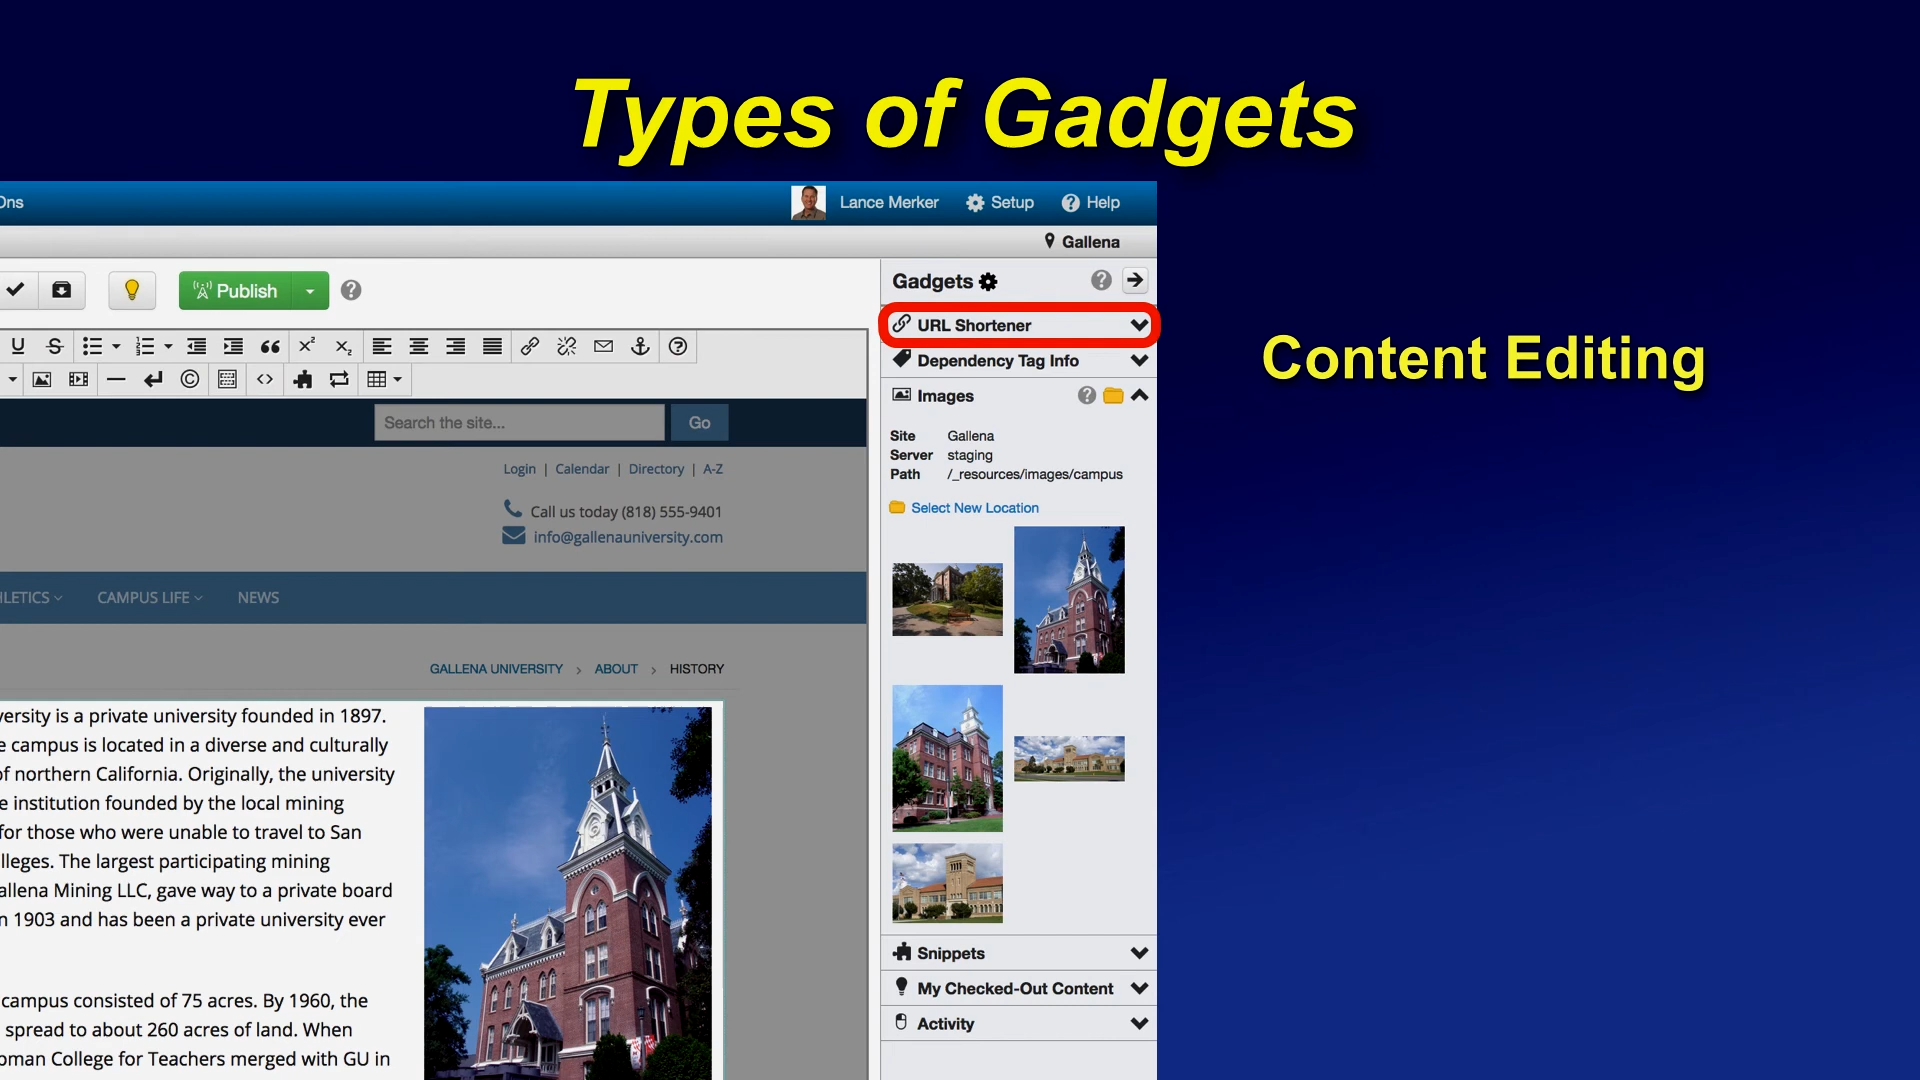 Types of Gadgets
Ons
Lance Merker
Setup
Help
Gallena
Publish
Gadgets
URL Shortener
Dependency Tag Info
Images
Site Gallena
Server staging
Path /_resources/images/campus
Select New Location
Snippets
My Checked-Out Content
Activity
Content Editing
Search the site...
Go
Login | Calendar | Directory | A-Z
Call us today (818) 555-9401
info@gallenauniversity.com
HLETICS
CAMPUS LIFE
NEWS
GALLENA UNIVERSITY > ABOUT > HISTORY
versity is a private university founded in 1897.
e campus is located in a diverse and culturally
of northern California. Originally, the university
e institution founded by the local mining
for those who were unable to travel to San
lleges. The largest participating mining
allena Mining LLC, gave way to a private board
n 1903 and has been a private university ever
campus consisted of 75 acres. By 1960, the
spread to about 260 acres of land. When
pman College for Teachers merged with GU in